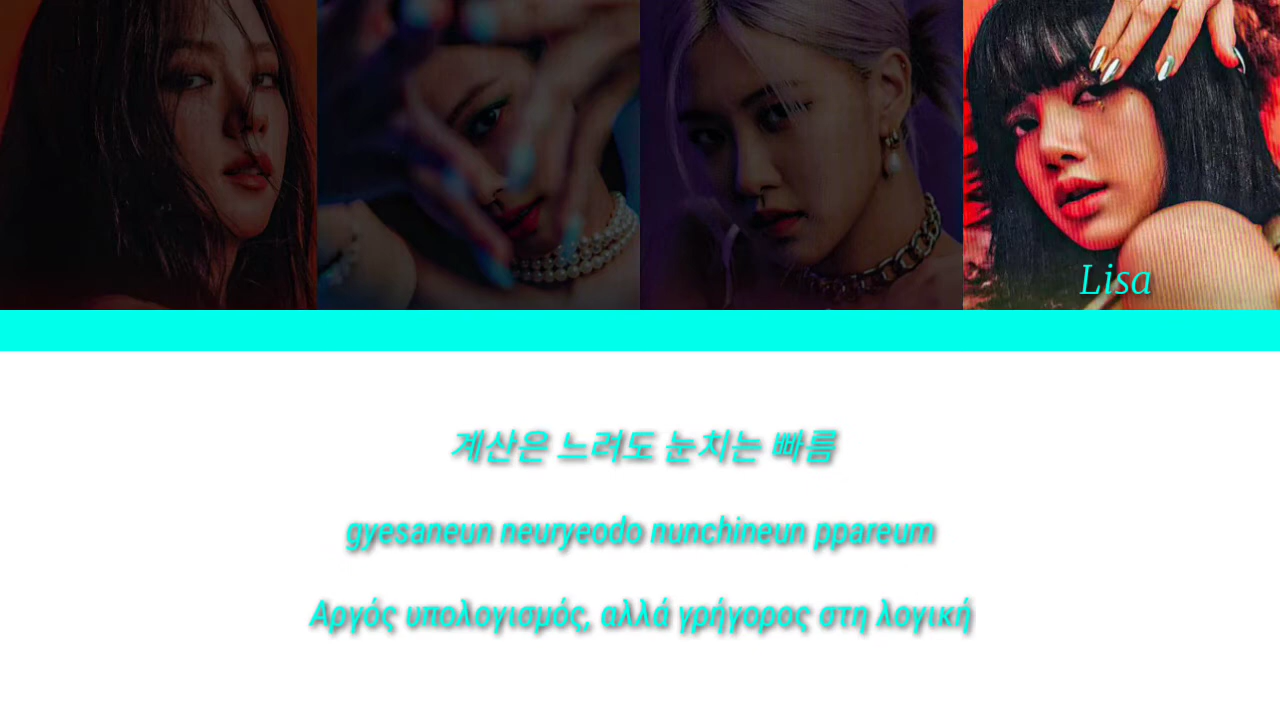 Lisa
계산은 느려도 눈치는 빠름
gyesaneun neuryeodo nunchineun ppareum
Αργός υπολογισμός, αλλά γρήγορος στη λογική